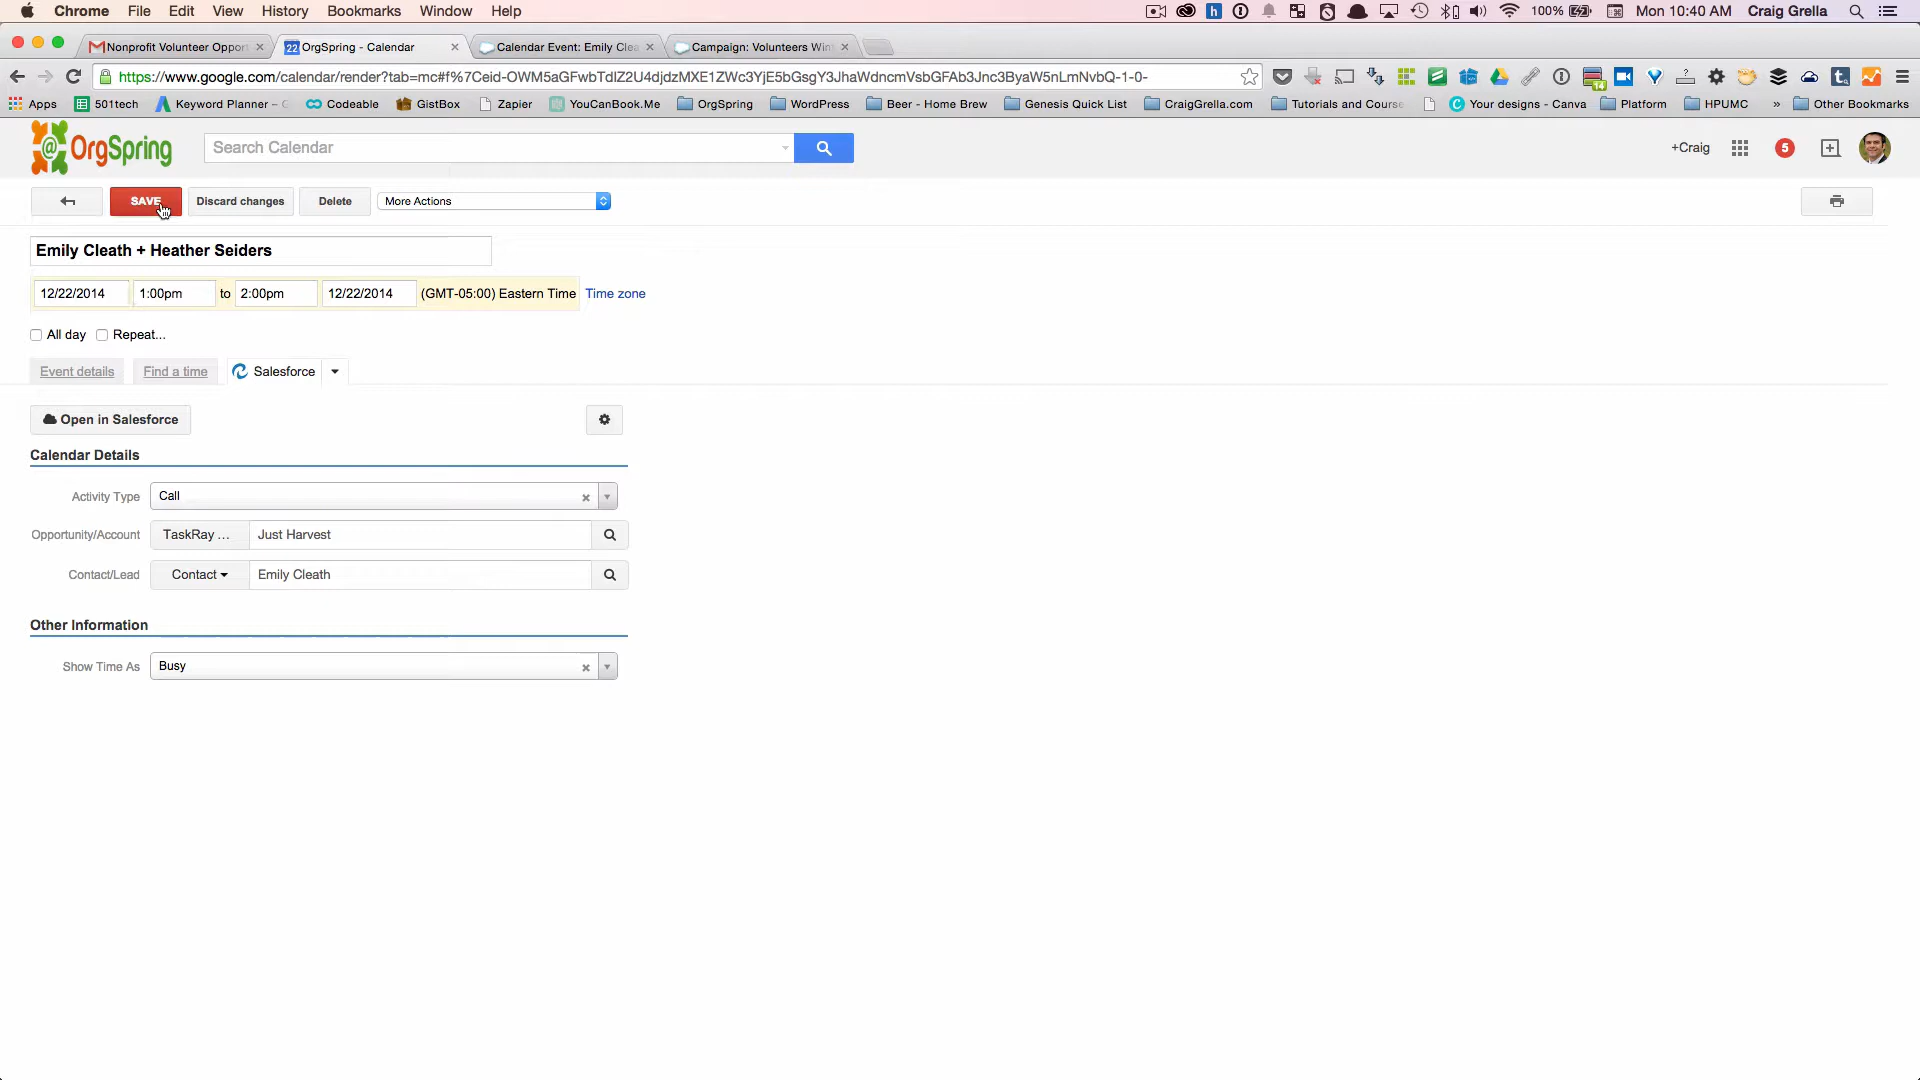 Chrome File Edit View History Bookmarks Window Help 100% Mon 10:40 AM Craig Grella
Nonprofit Volunteer Oppor 22 OrgSpring - Calendar Calendar Event: Emily Clea Campaign: Volunteers Win
https://www.google.com/calendar/render?tab=mc#f%7Ceid-OWM5aGFwbTdlZ2U4djdzMXE1ZWc3YjE5bGsgY3JhaWdncmVsbGFAb3Jnc3ByaW5nLmNvbQ-1-0-
Apps 501tech Keyword Planner – G Codeable GistBox Zapier YouCanBook.Me OrgSpring WordPress Beer - Home Brew Genesis Quick List CraigGrella.com Tutorials and Course Your designs - Canva Platform HPUMC » Other Bookmarks
OrgSpring Search Calendar +Craig 5
SAVE Discard changes Delete More Actions
Emily Cleath + Heather Seiders
12/22/2014 1:00pm to 2:00pm 12/22/2014 (GMT-05:00) Eastern Time Time zone
All day Repeat...
Event details Find a time Salesforce
Open in Salesforce
Calendar Details
Activity Type Call
Opportunity/Account TaskRay ... Just Harvest
Contact/Lead Contact Emily Cleath
Other Information
Show Time As Busy